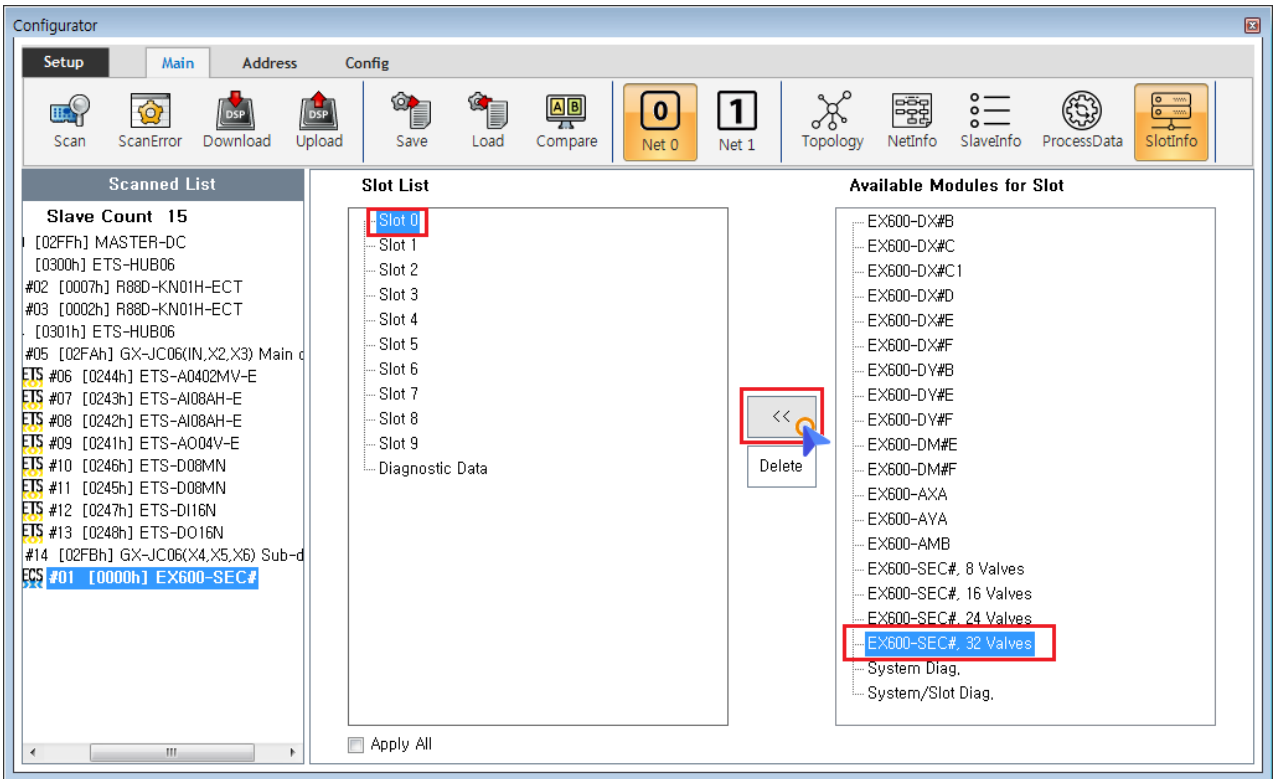 Configurator
Setup Main Address Config
DSP DSP A B 0 1
Scan ScanError Download Upload Save Load Compare Net 0 Net 1 Topology NetInfo SlaveInfo ProcessData SlotInfo
Scanned List
Slave Count 15
[02FFh] MASTER-DC
[0300h] ETS-HUB06
#02 [0007h] R88D-KN01H-ECT
#03 [0002h] R88D-KN01H-ECT
[0301h] ETS-HUB06
#05 [02FAh] GX-JC06(IN,X2,X3) Main
ETS #06 [0244h] ETS-A0402MV-E
ETS #07 [0243h] ETS-AI08AH-E
ETS #08 [0242h] ETS-AI08AH-E
ETS #09 [0241h] ETS-AO04V-E
ETS #10 [0246h] ETS-D08MN
ETS #11 [0245h] ETS-D08MN
ETS #12 [0247h] ETS-DI16N
ETS #13 [0248h] ETS-DO16N
#14 [02FBh] GX-JC06(X4,X5,X6) Sub-d
ECS #01 [0000h] EX600-SEC#
Slot List
Slot 0
Slot 1
Slot 2
Slot 3
Slot 4
Slot 5
Slot 6
Slot 7
Slot 8
Slot 9
Diagnostic Data
Apply All
<<
Delete
Available Modules for Slot
EX600-DX#B
EX600-DX#C
EX600-DX#C1
EX600-DX#D
EX600-DX#E
EX600-DX#F
EX600-DY#B
EX600-DY#E
EX600-DY#F
EX600-DM#E
EX600-DM#F
EX600-AXA
EX600-AYA
EX600-AMB
EX600-SEC#, 8 Valves
EX600-SEC#, 16 Valves
EX600-SEC#, 24 Valves
EX600-SEC#, 32 Valves
System Diag.
System/Slot Diag.